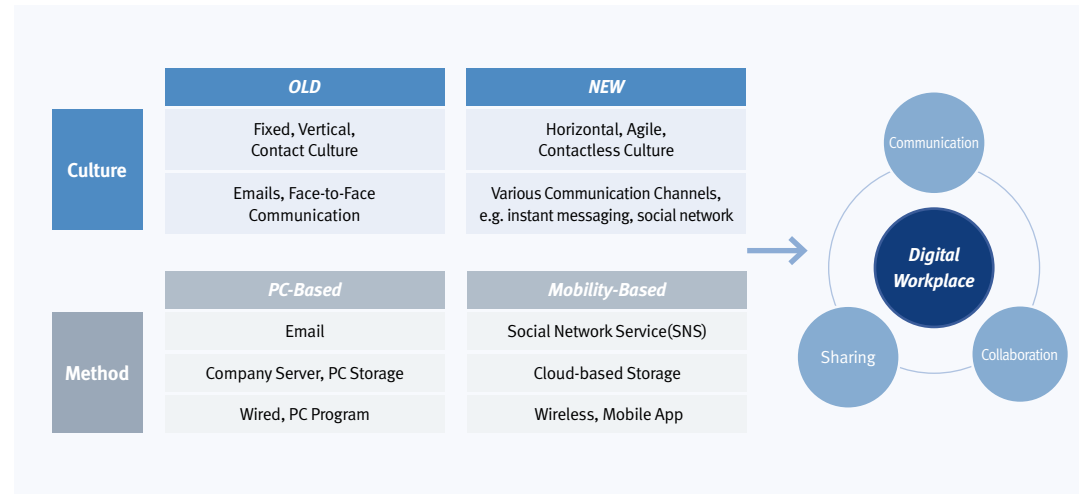 OLD
NEW
Culture
Fixed, Vertical,
Contact Culture
Horizontal, Agile,
Contactless Culture
Emails, Face-to-Face
Communication
Various Communication Channels,
e.g. instant messaging, social network
PC-Based
Mobility-Based
Method
Email
Social Network Service(SNS)
Company Server, PC Storage
Cloud-based Storage
Wired, PC Program
Wireless, Mobile App
Communication
Digital
Workplace
Sharing
Collaboration